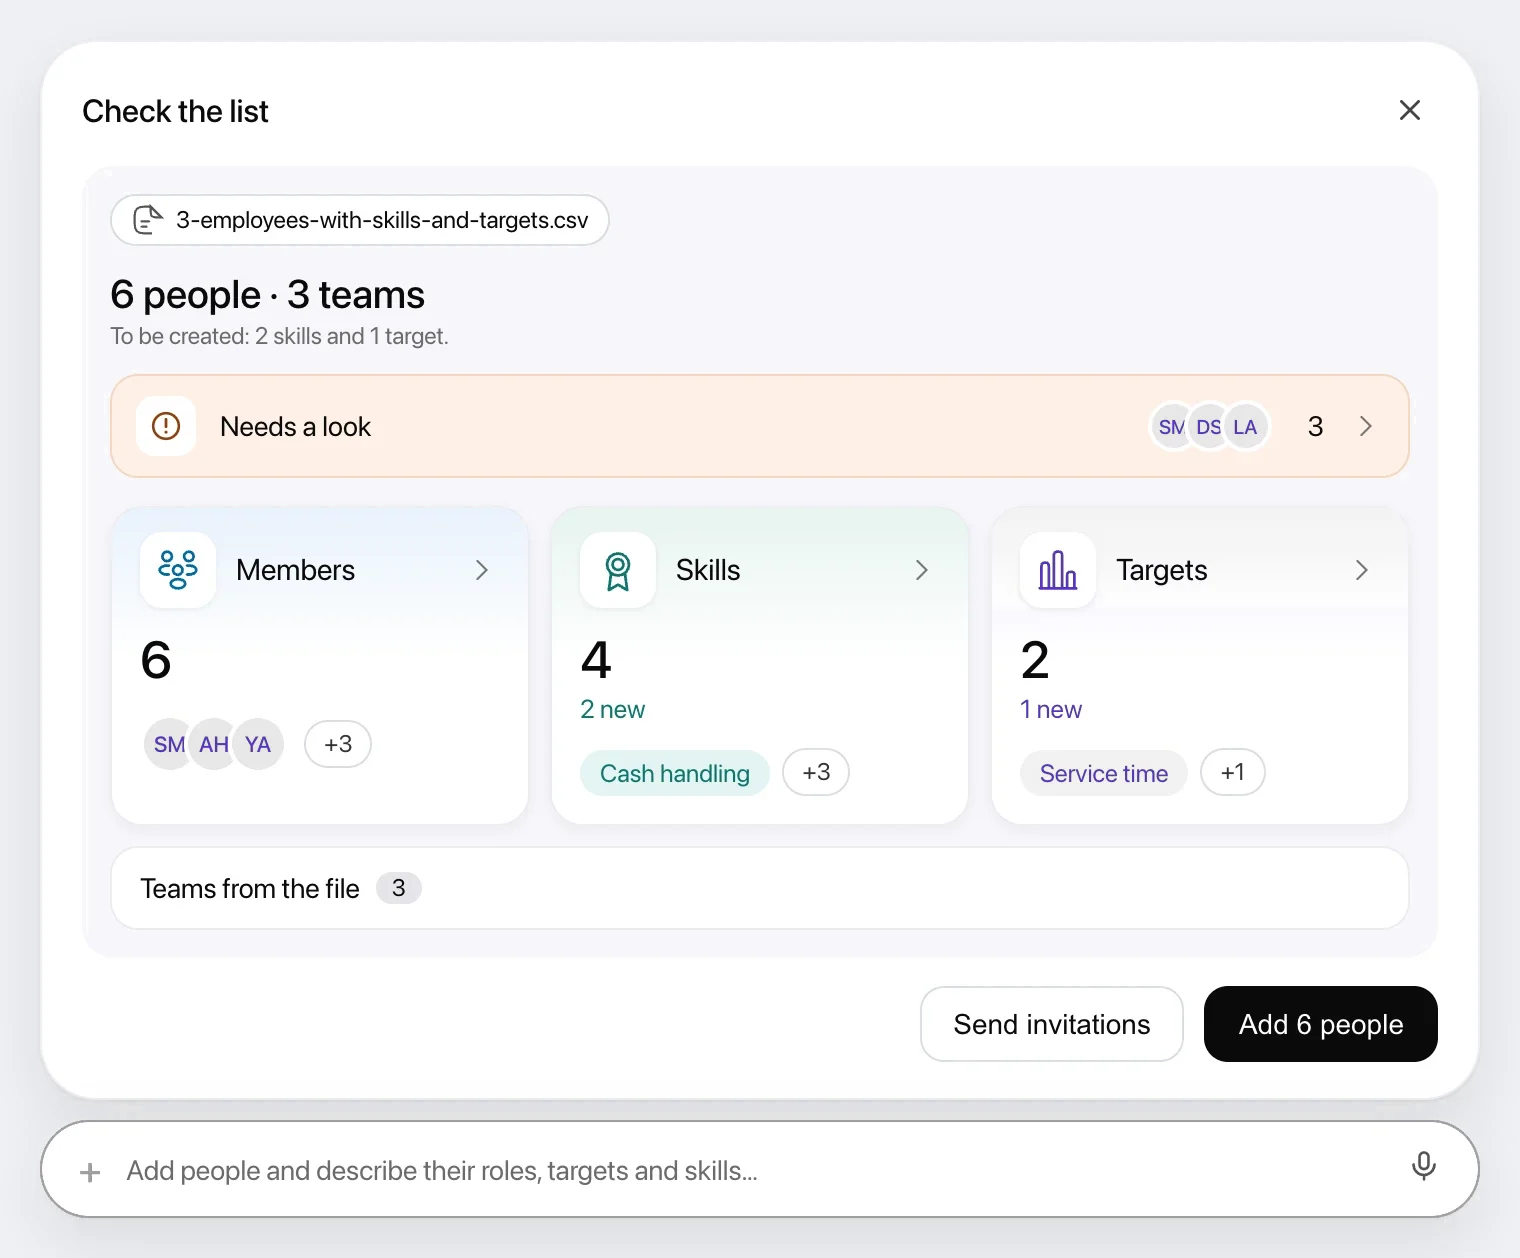 Check the list
3-employees-with-skills-and-targets.csv
6 people · 3 teams
To be created: 2 skills and 1 target.
Needs a look
SM DS LA 3
Members
6
SM AH YA +3
Skills
4
2 new
Cash handling +3
Targets
2
1 new
Service time +1
Teams from the file 3
Send invitations
Add 6 people
Add people and describe their roles, targets and skills...